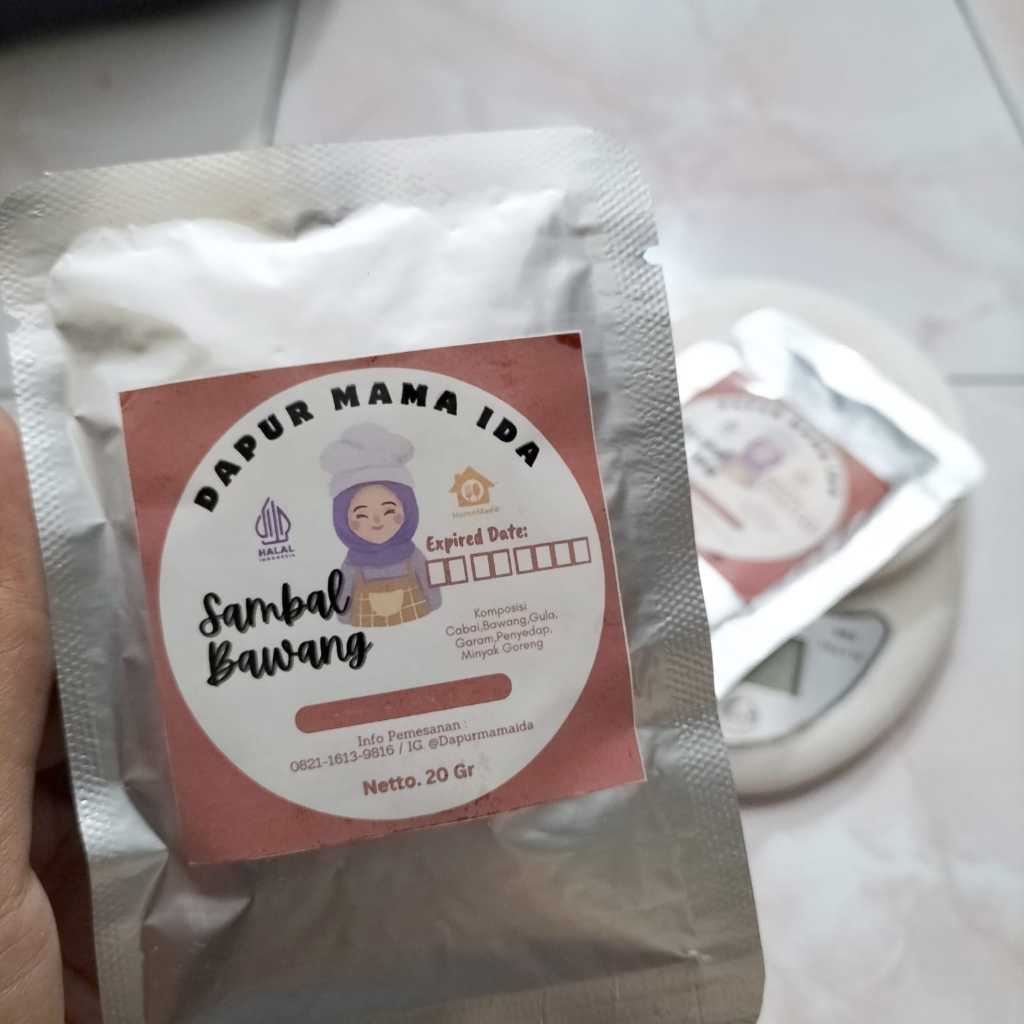 DAPUR MAMA IDA
HALAL
INDONESIA
HomeMade
Expired Date:
Sambal
Bawang
Komposisi
Cabai,Bawang,Gula,
Garam,Penyedap,
Minyak Goreng
Info Pemesanan :
0821-1613-9816 / IG @Dapurmamaida
Netto. 20 Gr